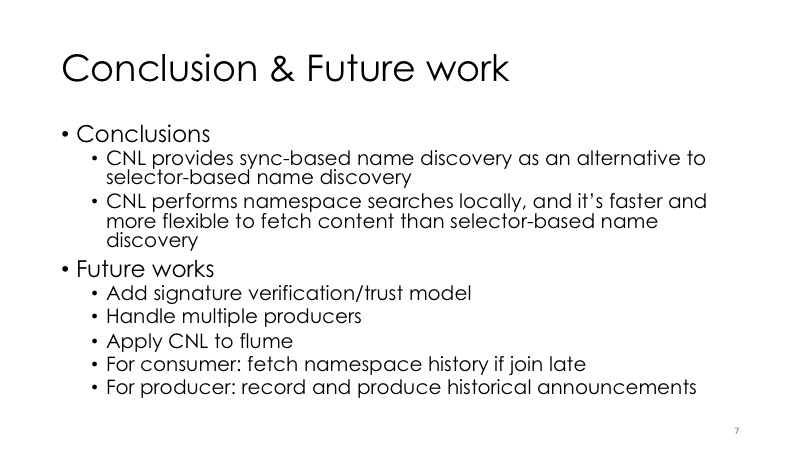 Conclusion & Future work
• Conclusions
• CNL provides sync-based name discovery as an alternative to
selector-based name discovery
• CNL performs namespace searches locally, and it’s faster and
more flexible to fetch content than selector-based name
discovery
• Future works
• Add signature verification/trust model
• Handle multiple producers
• Apply CNL to flume
• For consumer: fetch namespace history if join late
• For producer: record and produce historical announcements
7